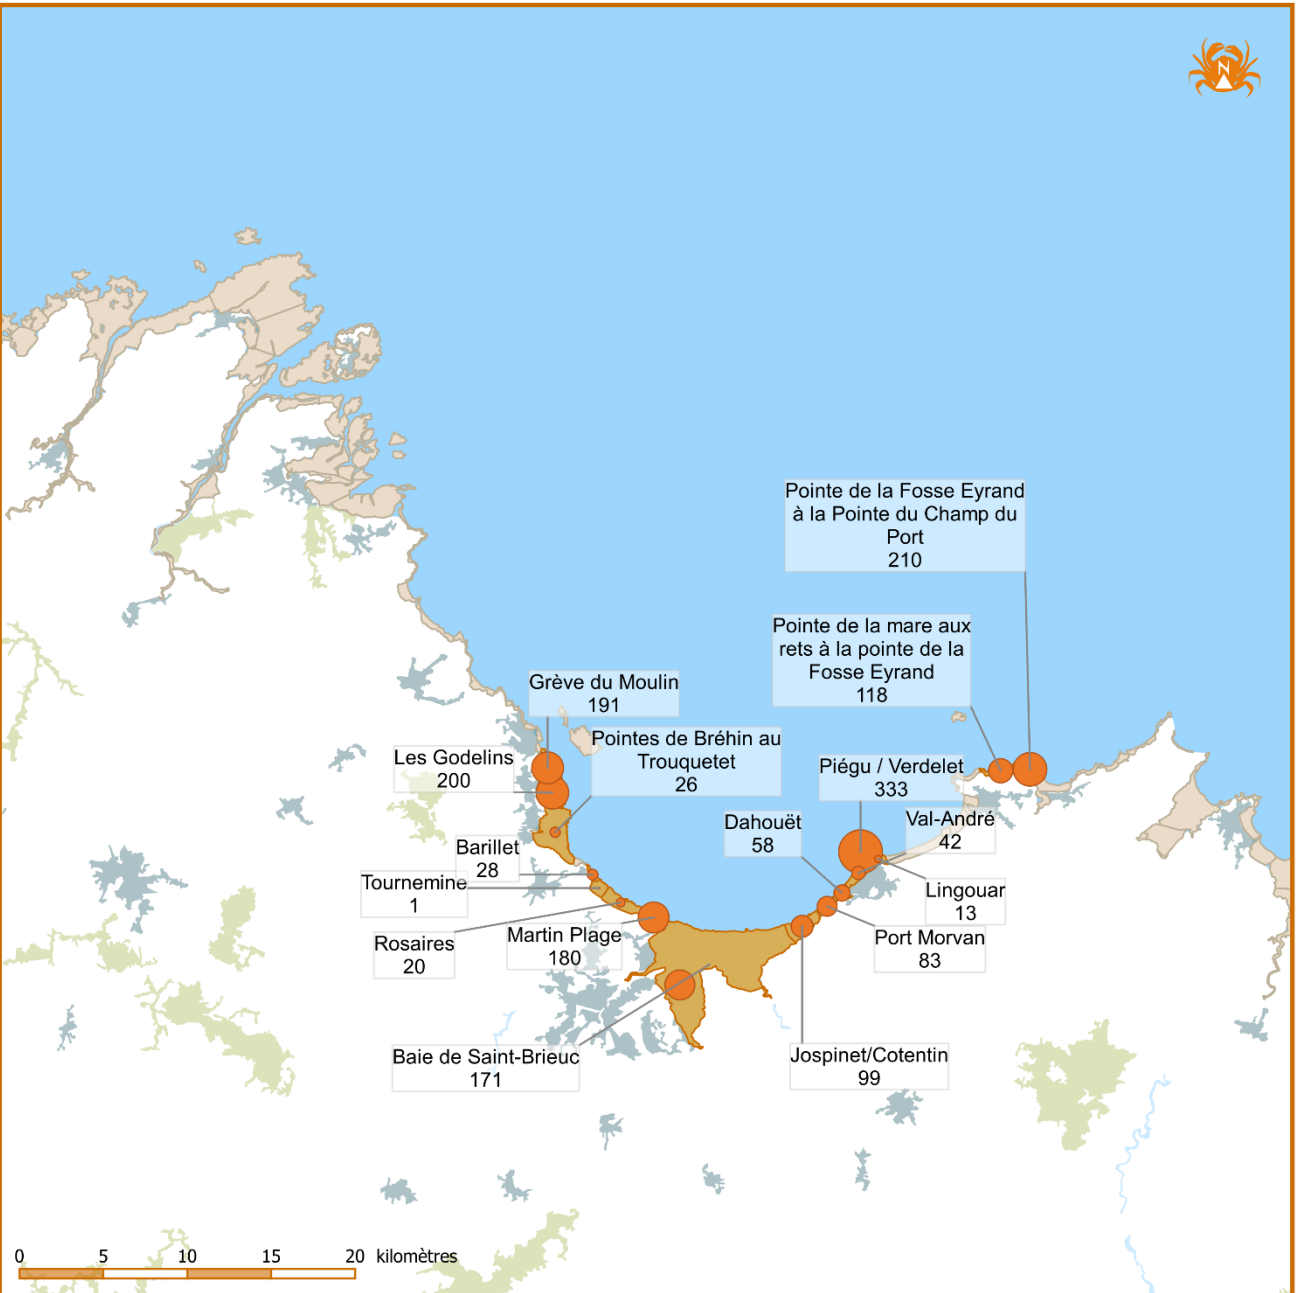 N
Pointe de la Fosse Eyrand
à la Pointe du Champ du
Port
210
Pointe de la mare aux
rets à la pointe de la
Fosse Eyrand
118
Grève du Moulin
191
Pointes de Bréhin au
Trouquetet
26
Les Godelins
200
Piégu / Verdelet
333
Val-André
42
Dahouët
58
Barillet
28
Tournemine
1
Lingouar
13
Rosaires
20
Martin Plage
180
Port Morvan
83
Baie de Saint-Brieuc
171
Jospinet/Cotentin
99
0 5 10 15 20 kilomètres